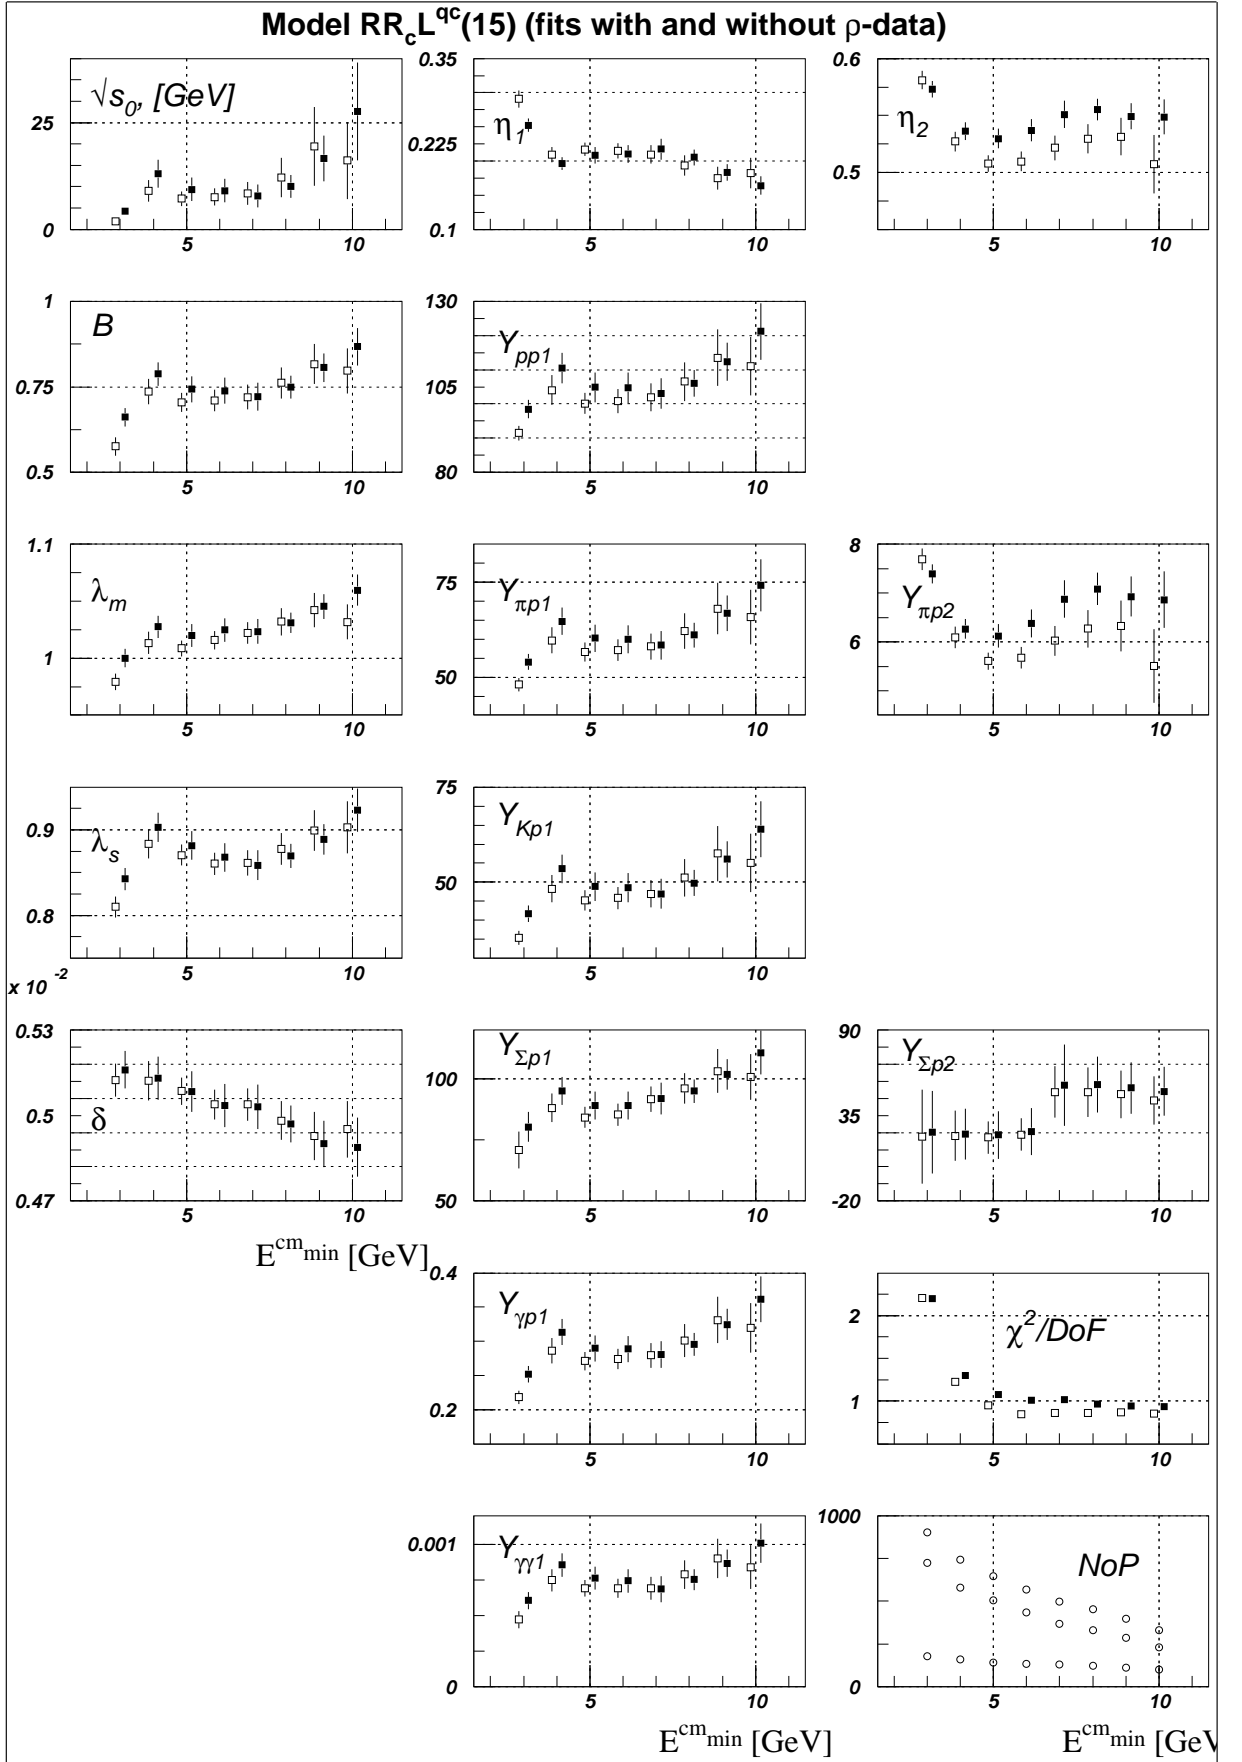 Model RR_cL^qc(15) (fits with and without ρ-data)
√s_0, [GeV]
25
0
5 10
η_1
0.35
0.225
0.1
5 10
η_2
0.6
0.5
5 10
B
1
0.75
0.5
5 10
Y_pp1
130
105
80
5 10
λ_m
1.1
1
5 10
Y_πp1
75
50
5 10
Y_πp2
8
6
5 10
λ_s
0.9
0.8
5 10
Y_Kp1
75
50
5 10
x 10^-2
δ
0.53
0.5
0.47
5 10
E^cm_min [GeV]
Y_Σp1
100
50
5 10
Y_Σp2
90
35
-20
5 10
Y_γp1
0.4
0.2
5 10
χ^2/DoF
2
1
5 10
Y_γγ1
0.001
0
5 10
E^cm_min [GeV]
NoP
1000
0
5 10
E^cm_min [GeV